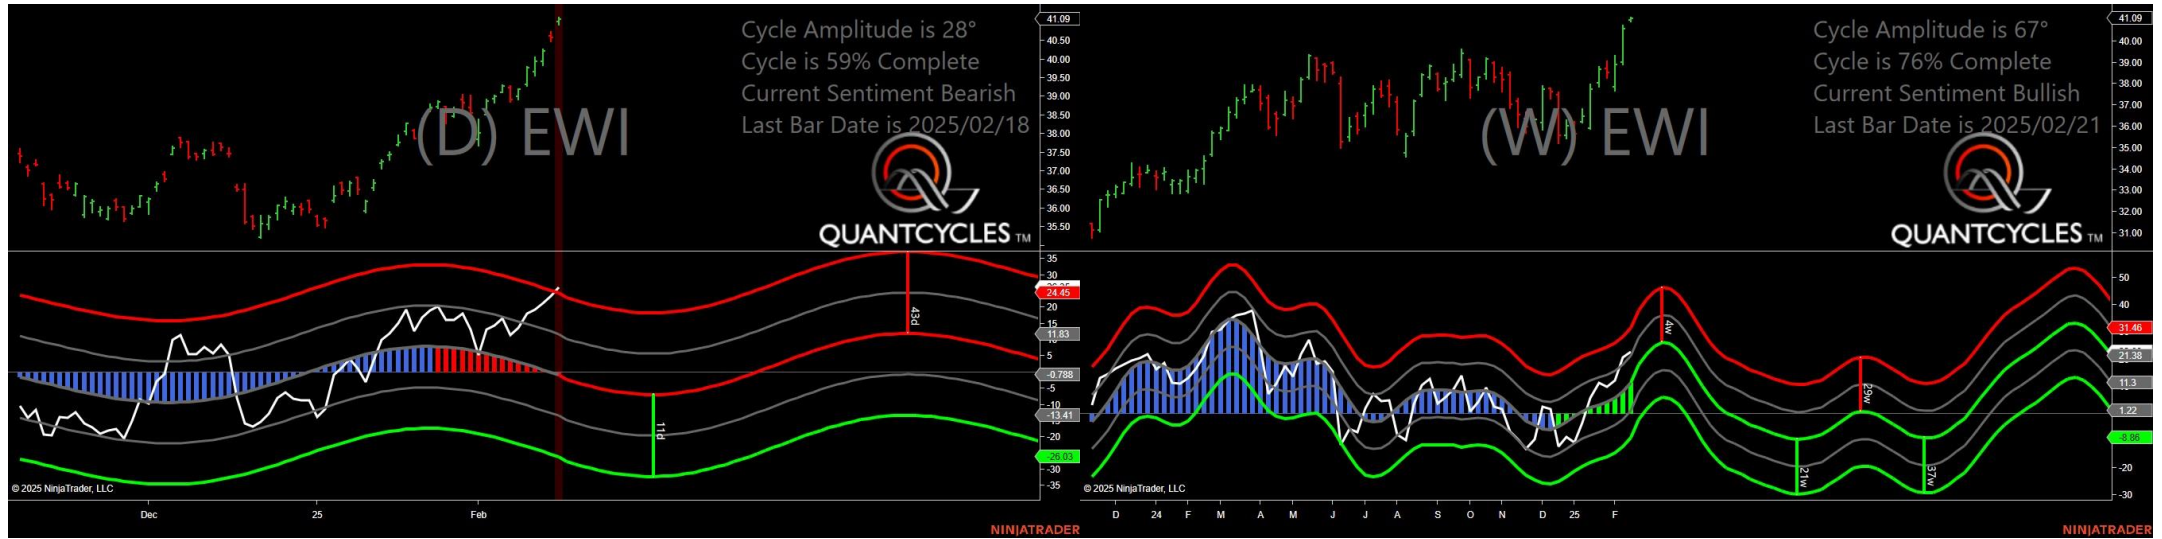 Cycle Amplitude is 28°
Cycle is 59% Complete
Current Sentiment Bearish
Last Bar Date is 2025/02/18
(D) EWI
QUANTCYCLES TM
41.09
40.50
40.00
39.50
39.00
38.50
38.00
37.50
37.00
36.50
36.00
35.50
35
30
24.45
20
15
11.83
5
-0.788
-5
-10
-13.41
-20
-26.03
-30
-35
43d
11d
© 2025 NinjaTrader, LLC
Dec
25
Feb
NINJATRADER
Cycle Amplitude is 67°
Cycle is 76% Complete
Current Sentiment Bullish
Last Bar Date is 2025/02/21
(W) EWI
QUANTCYCLES TM
41.09
40.00
39.00
38.00
37.00
36.00
35.00
34.00
33.00
32.00
31.00
50
40
31.46
21.38
11.3
1.22
-8.86
-20
-30
4w
29w
21w
37w
© 2025 NinjaTrader, LLC
D
24
F
M
A
M
J
J
A
S
O
N
D
25
F
NINJATRADER